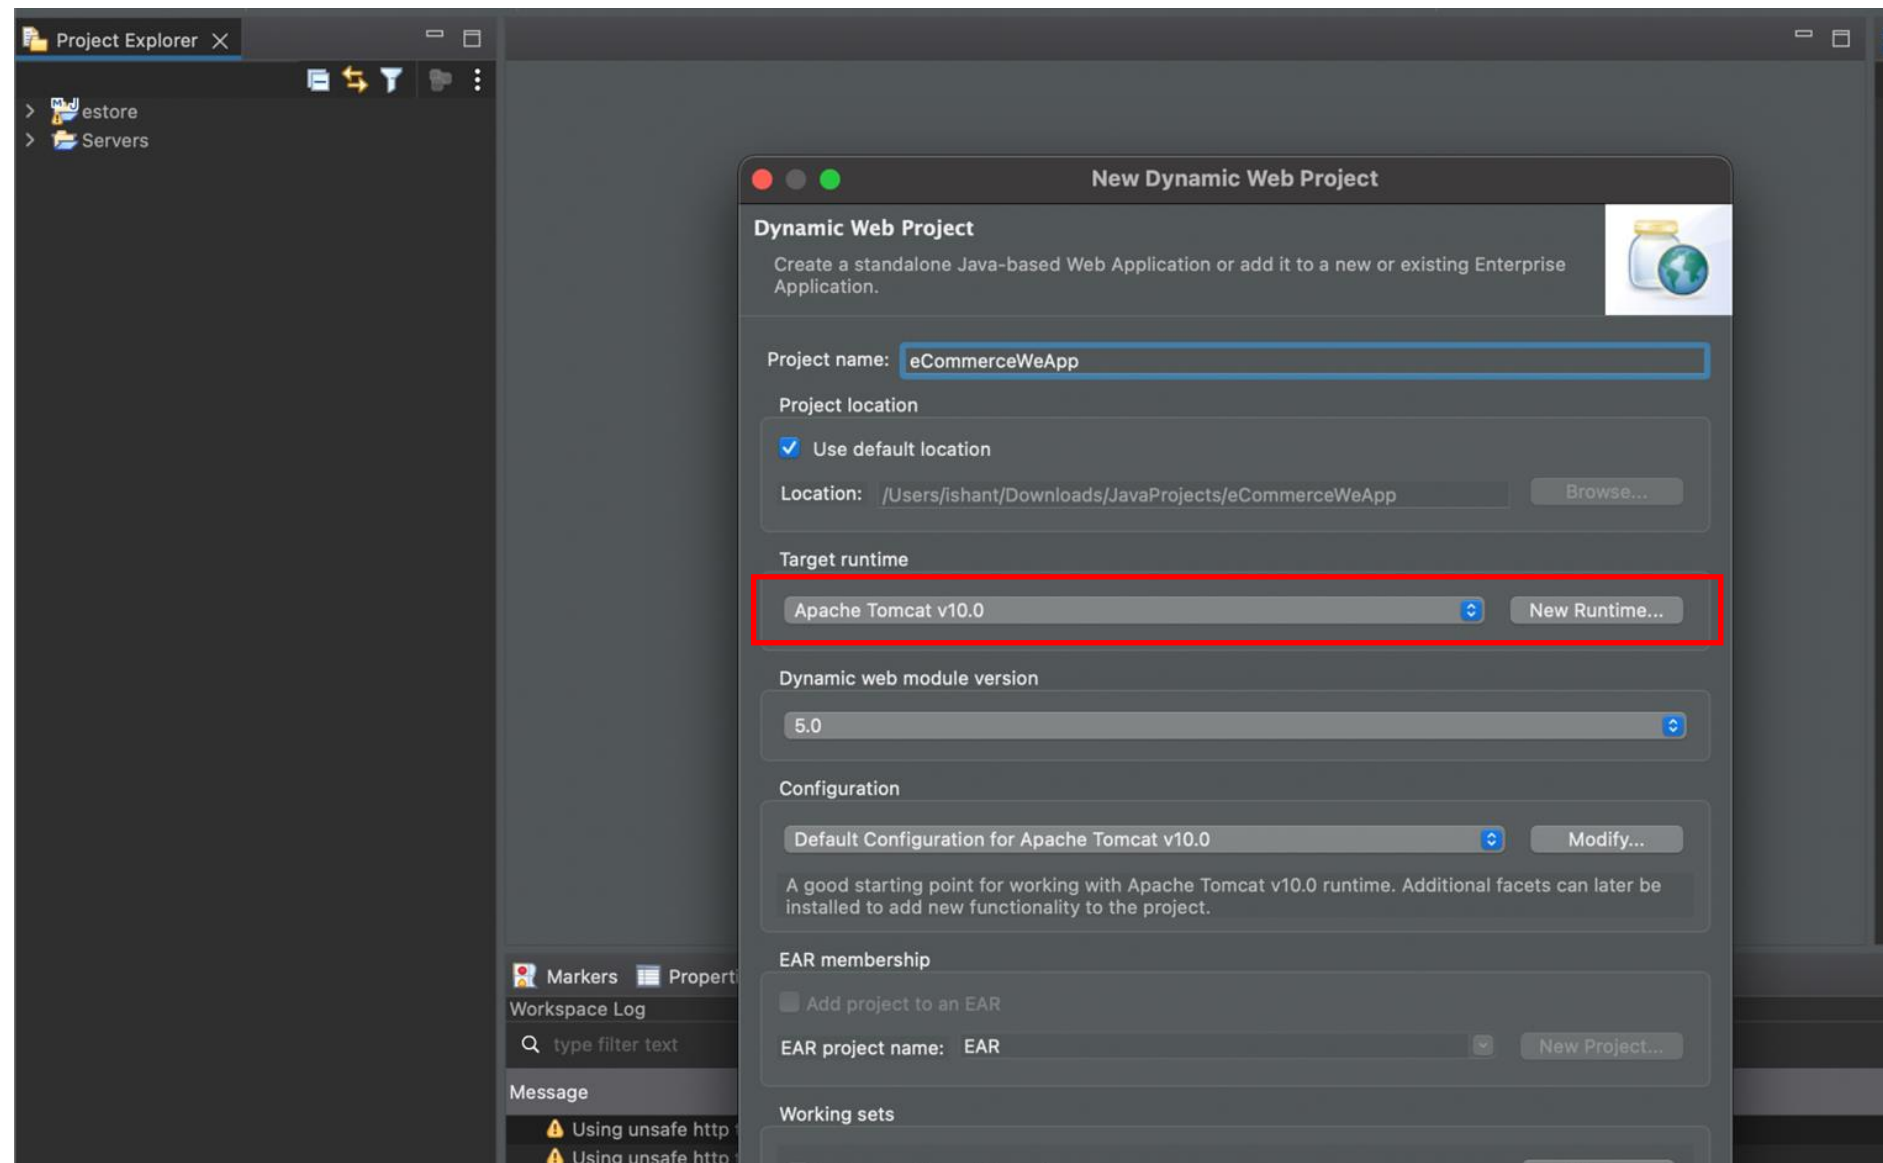 Project Explorer
estore
Servers
New Dynamic Web Project
Dynamic Web Project
Create a standalone Java-based Web Application or add it to a new or existing Enterprise
Application.
Project name: eCommerceWeApp
Project location
Use default location
Location: /Users/ishant/Downloads/JavaProjects/eCommerceWeApp Browse...
Target runtime
Apache Tomcat v10.0 New Runtime...
Dynamic web module version
5.0
Configuration
Default Configuration for Apache Tomcat v10.0 Modify...
A good starting point for working with Apache Tomcat v10.0 runtime. Additional facets can later be
installed to add new functionality to the project.
EAR membership
Add project to an EAR
EAR project name: EAR New Project...
Working sets
Markers Properti
Workspace Log
type filter text
Message
Using unsafe http
Using unsafe http